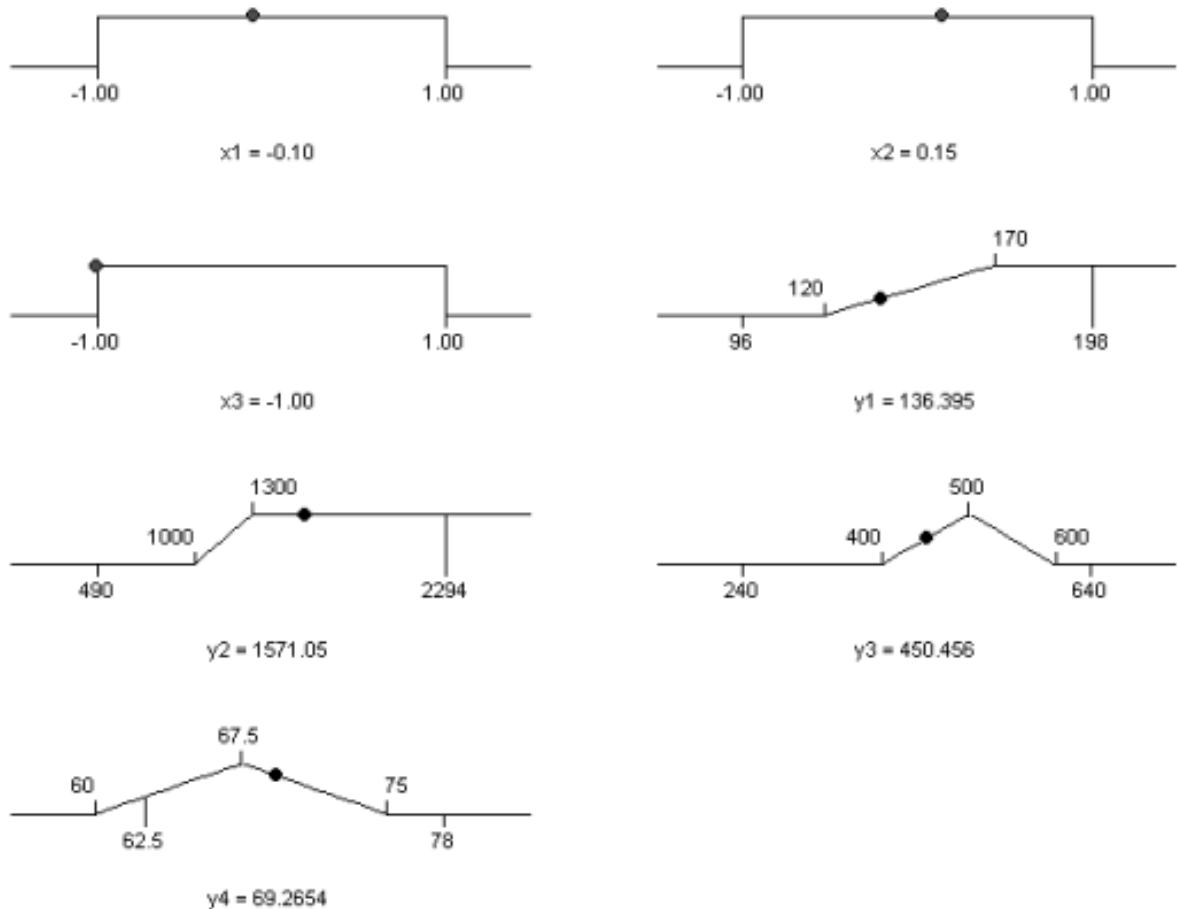 -1.00 1.00 -1.00 1.00
x1 = -0.10 x2 = 0.15
170
120
-1.00 1.00 96 198
x3 = -1.00 y1 = 136.395
1300 500
1000 400 600
490 2294 240 640
y2 = 1571.05 y3 = 450.456
67.5
60 75
62.5 78
y4 = 69.2654